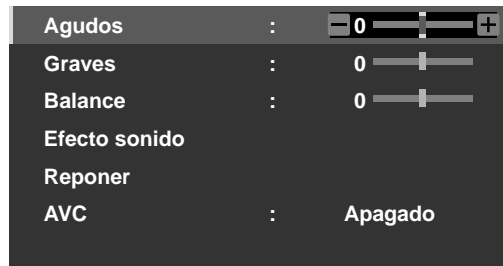 Agudos : − 0 +
Graves : 0
Balance : 0
Efecto sonido
Reponer
AVC : Apagado